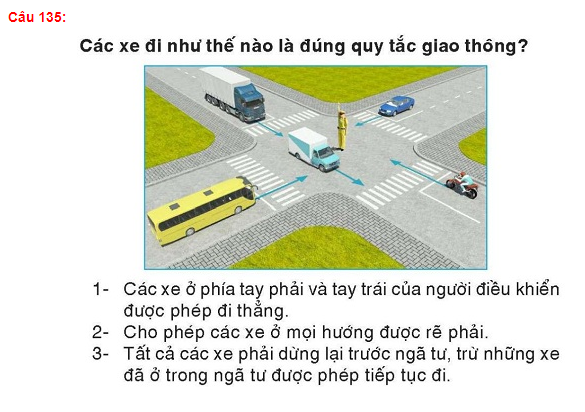 Câu 135:
Các xe đi như thế nào là đúng quy tắc giao thông?
1- Các xe ở phía tay phải và tay trái của người điều khiển
được phép đi thẳng.
2- Cho phép các xe ở mọi hướng được rẽ phải.
3- Tất cả các xe phải dừng lại trước ngã tư, trừ những xe
đã ở trong ngã tư được phép tiếp tục đi.